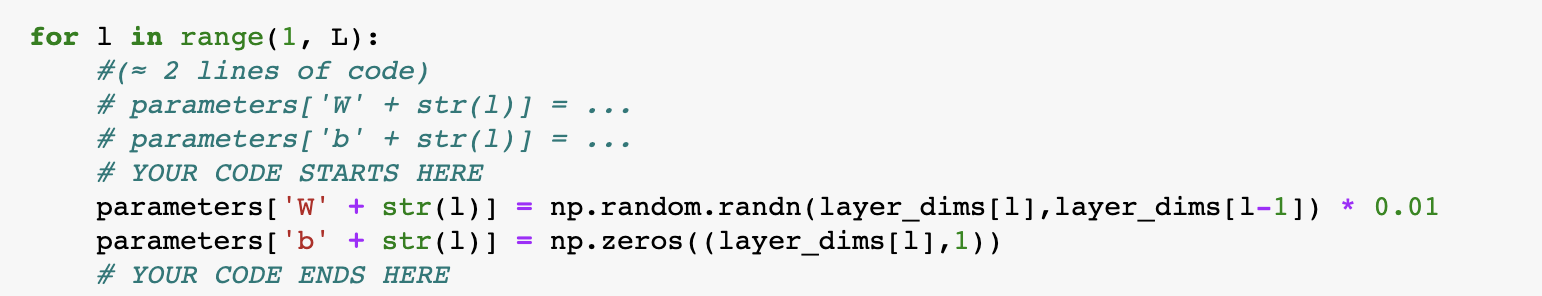 for l in range(1, L):
    #(≈ 2 lines of code)
    # parameters['W' + str(l)] = ...
    # parameters['b' + str(l)] = ...
    # YOUR CODE STARTS HERE
    parameters['W' + str(l)] = np.random.randn(layer_dims[l],layer_dims[l-1]) * 0.01
    parameters['b' + str(l)] = np.zeros((layer_dims[l],1))
    # YOUR CODE ENDS HERE